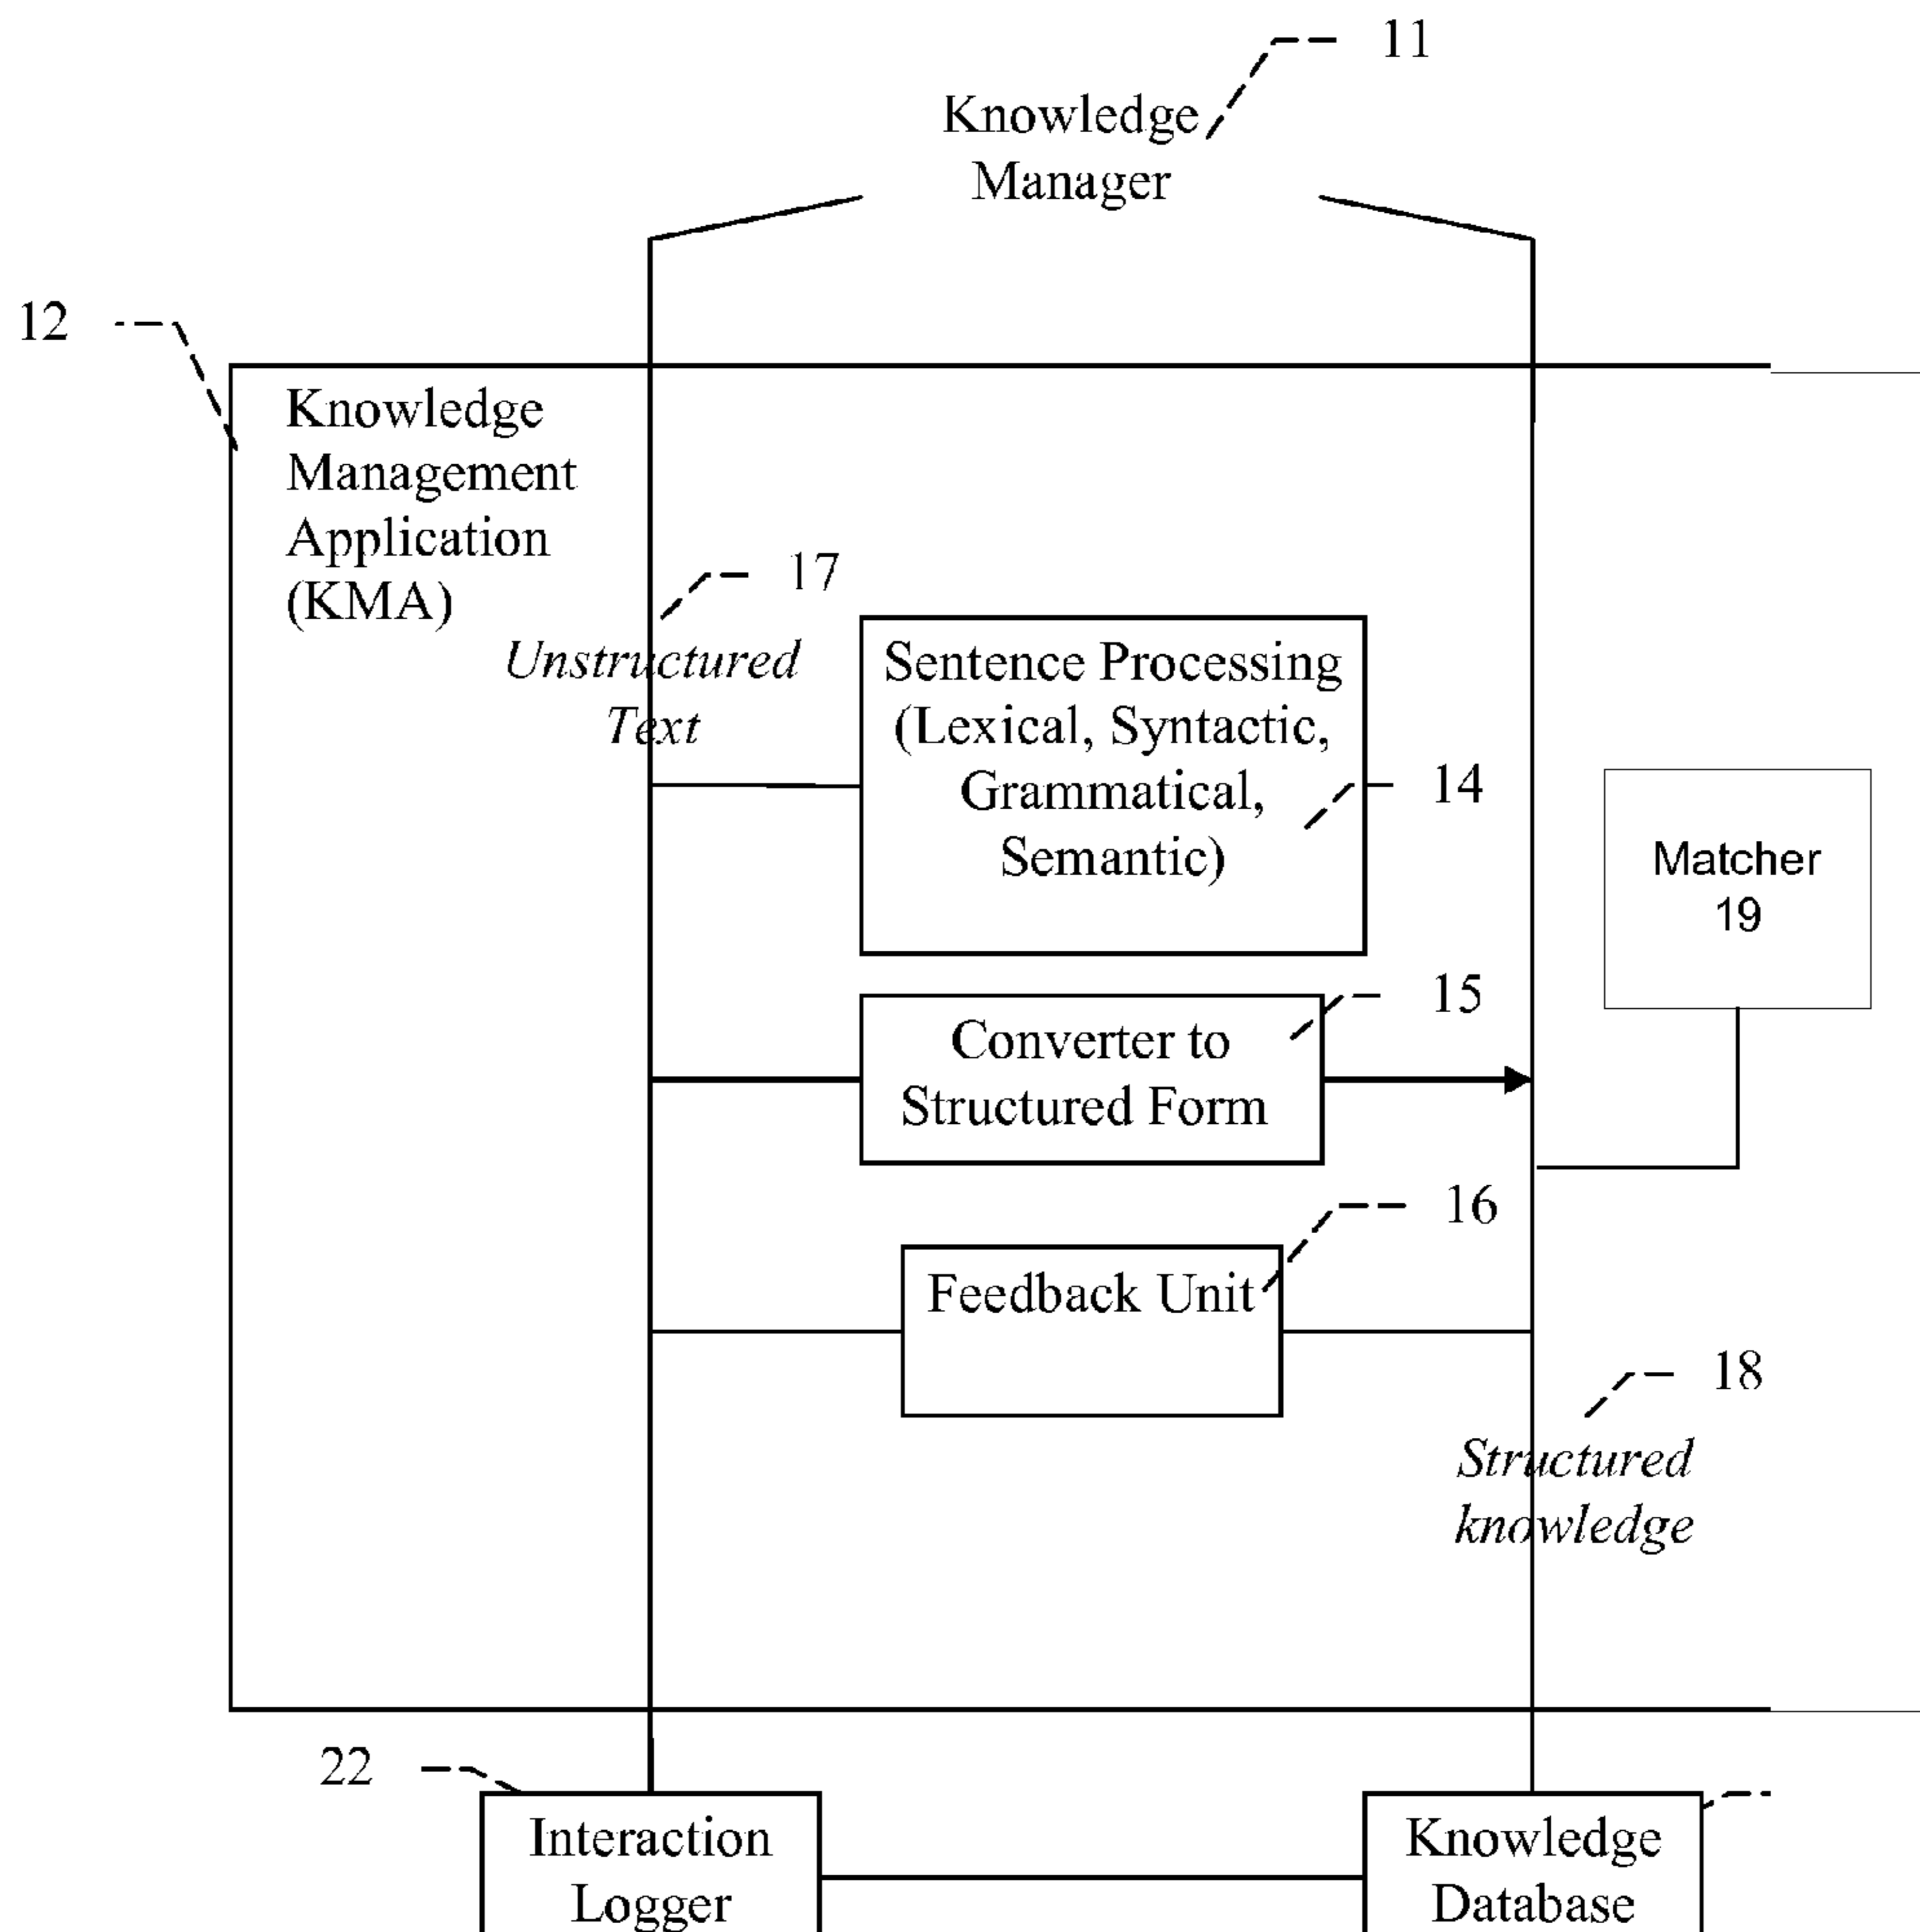 11
Knowledge
Manager
12
Knowledge
Management
Application
(KMA)
17
Unstructured
Text
Sentence Processing
(Lexical, Syntactic,
Grammatical,
Semantic)
14
Matcher
19
15
Converter to
Structured Form
16
Feedback Unit
18
Structured
knowledge
22
Interaction
Logger
Knowledge
Database